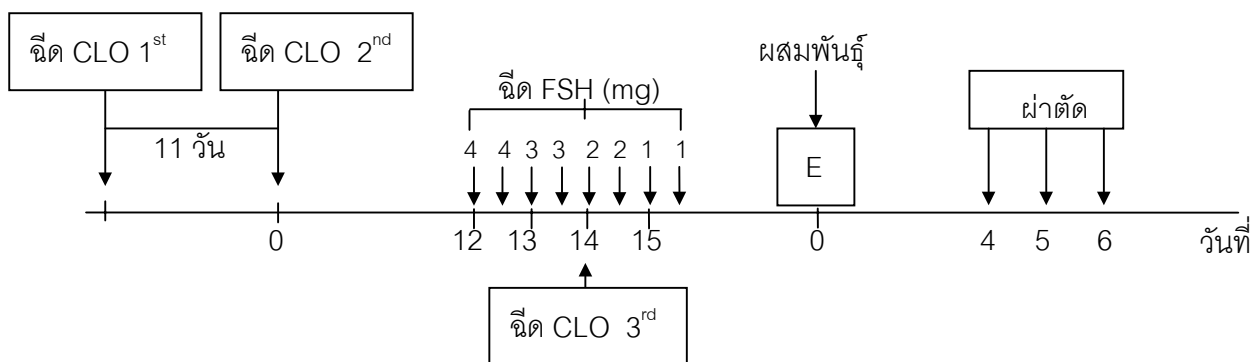 ฉีด CLO 1st
ฉีด CLO 2nd
ผสมพันธุ์
ฉีด FSH (mg)
ผ่าตัด
11 วัน
4 4 3 3 2 2 1 1
E
0 12 13 14 15 0 4 5 6 วันที่
ฉีด CLO 3rd